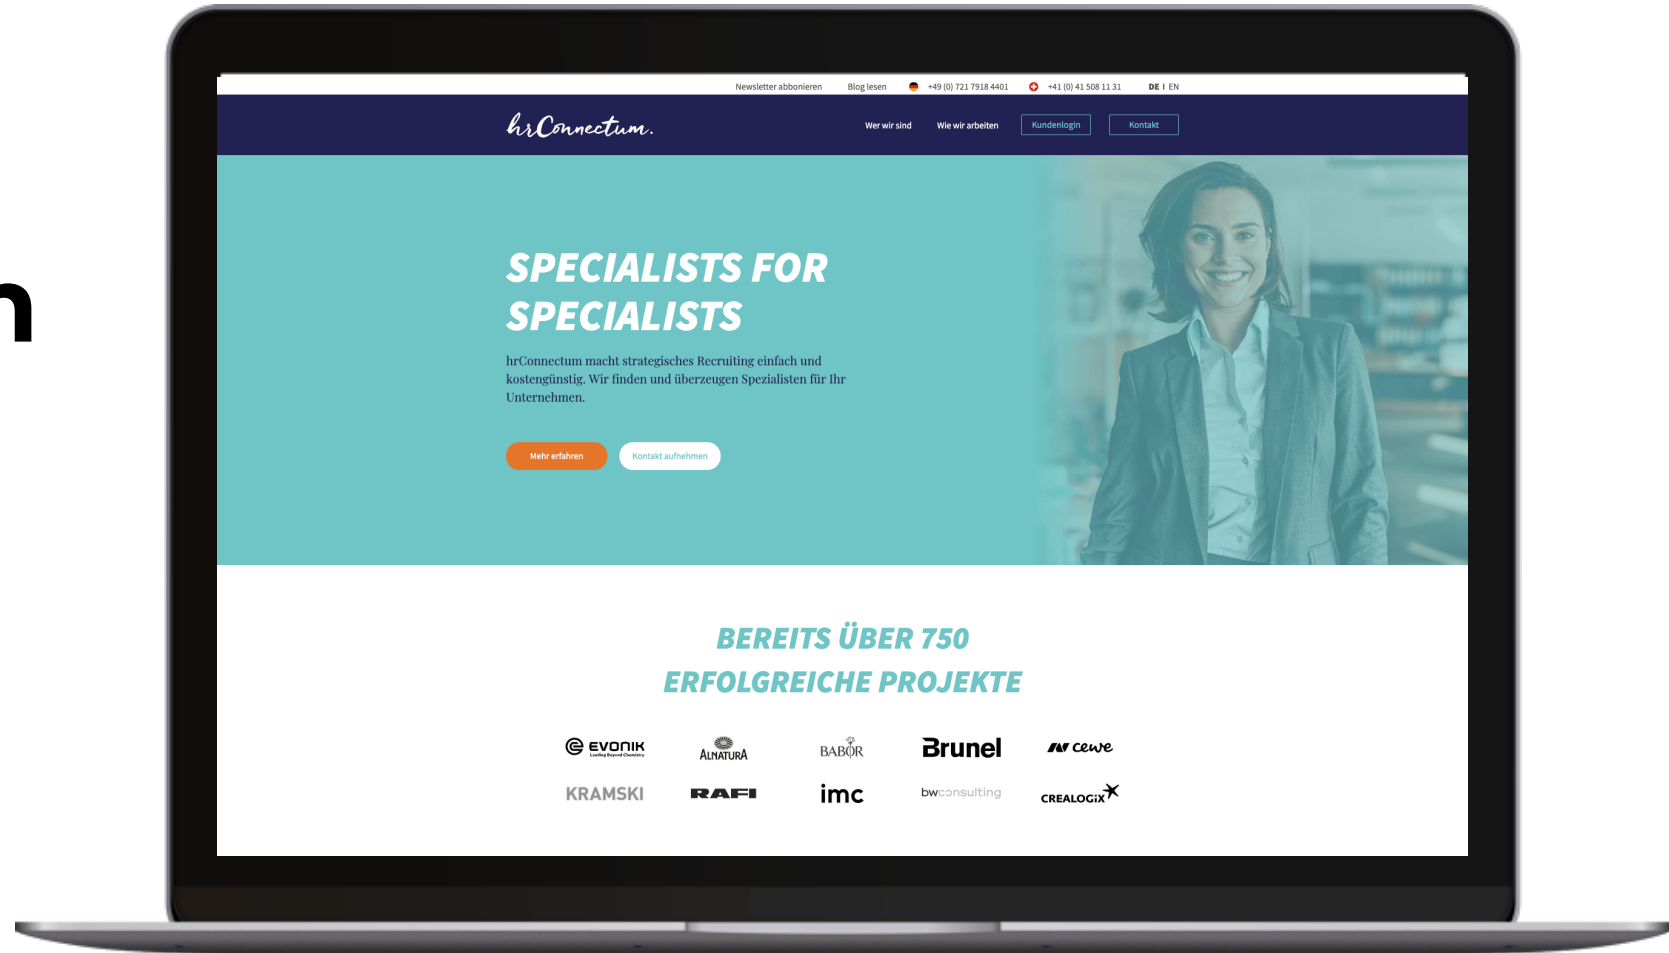 n
Newsletter abbonieren Blog lesen +49 (0) 721 7918 4401 +41 (0) 41 508 11 31 DE | EN
hrConnectum. Wer wir sind Wie wir arbeiten Kundenlogin Kontakt
SPECIALISTS FOR
SPECIALISTS
hrConnectum macht strategisches Recruiting einfach und
kostengünstig. Wir finden und überzeugen Spezialisten für Ihr
Unternehmen.
Mehr erfahren Kontakt aufnehmen
BEREITS ÜBER 750
ERFOLGREICHE PROJEKTE
EVONIK ALNATURA BABOR Brunel cewe
Leading Beyond Chemistry
KRAMSKI RAFI imc bwconsulting CREALOGIX